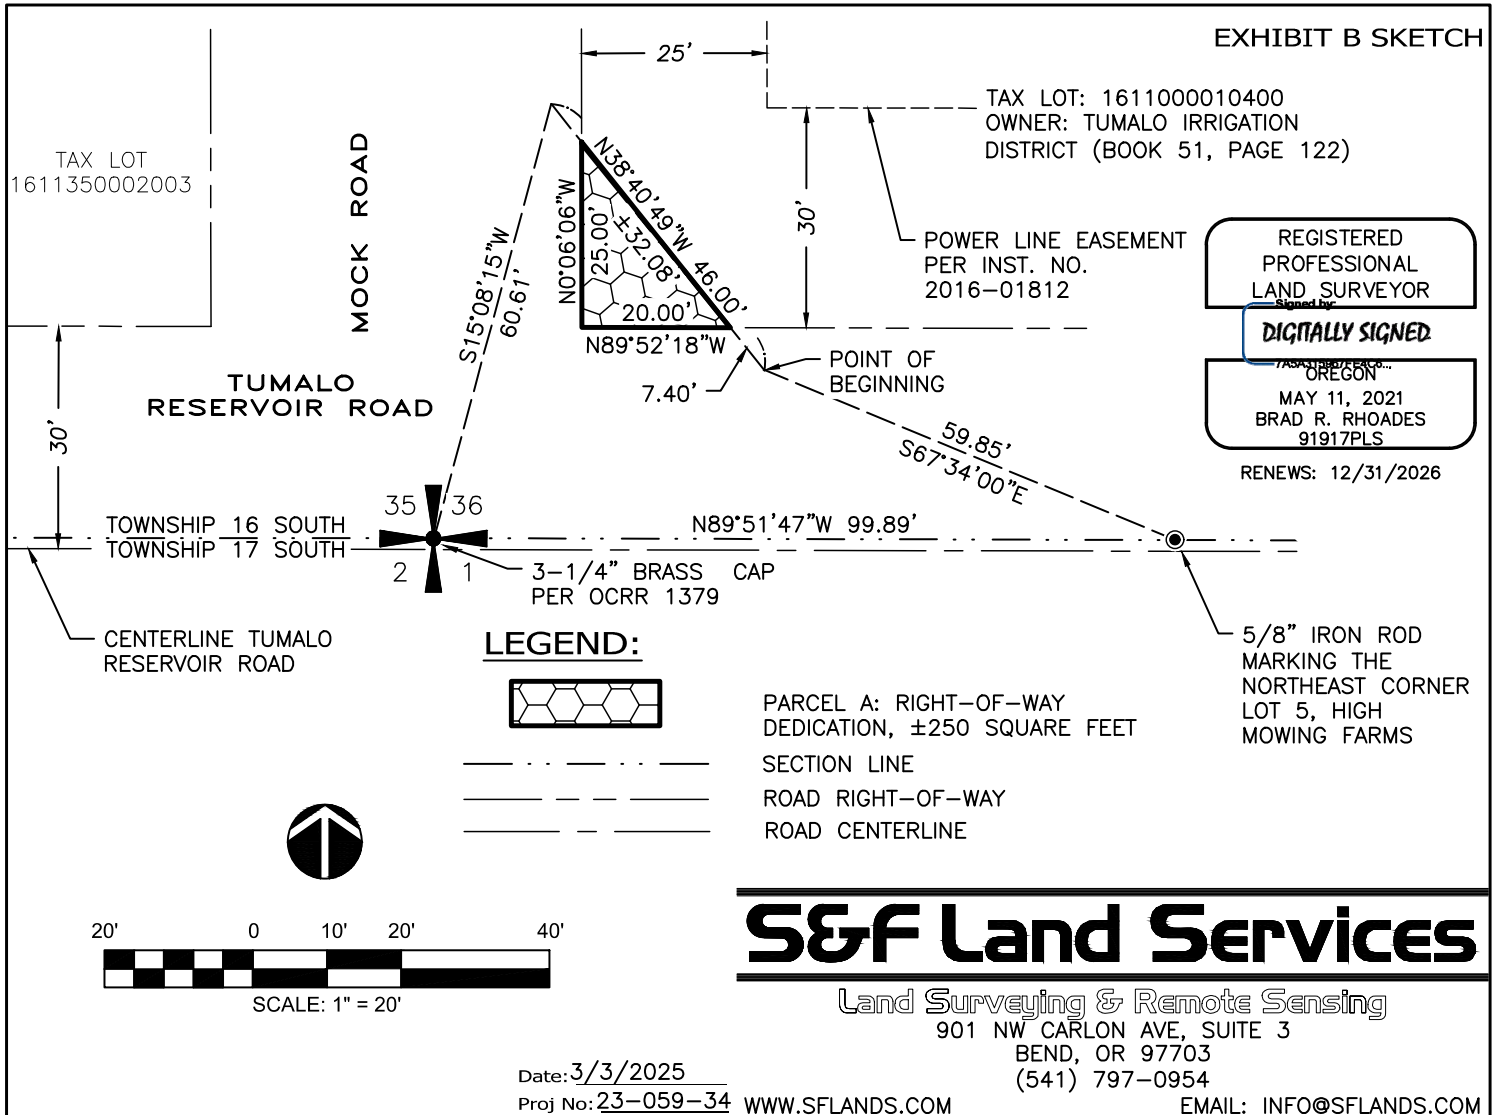 EXHIBIT B SKETCH
25'
TAX LOT: 1611000010400
OWNER: TUMALO IRRIGATION
DISTRICT (BOOK 51, PAGE 122)
TAX LOT
1611350002003
MOCK ROAD
N38°40'49"W 46.00'
±32.08'
N0°06'06"W
25.00'
20.00'
N89°52'18"W
30'
POWER LINE EASEMENT
PER INST. NO.
2016-01812
REGISTERED
PROFESSIONAL
LAND SURVEYOR
Signed by:
DIGITALLY SIGNED
OREGON
MAY 11, 2021
BRAD R. RHOADES
91917PLS
RENEWS: 12/31/2026
S15°08'15"W
60.61'
POINT OF
BEGINNING
7.40'
TUMALO
RESERVOIR ROAD
30'
59.85'
S67°34'00"E
35 36
TOWNSHIP 16 SOUTH
TOWNSHIP 17 SOUTH
2 1
N89°51'47"W 99.89'
3-1/4" BRASS CAP
PER OCRR 1379
CENTERLINE TUMALO
RESERVOIR ROAD
5/8" IRON ROD
MARKING THE
NORTHEAST CORNER
LOT 5, HIGH
MOWING FARMS
LEGEND:
PARCEL A: RIGHT-OF-WAY
DEDICATION, ±250 SQUARE FEET
SECTION LINE
ROAD RIGHT-OF-WAY
ROAD CENTERLINE
20' 0 10' 20' 40'
SCALE: 1" = 20'
S&F Land Services
Land Surveying & Remote Sensing
901 NW CARLON AVE, SUITE 3
BEND, OR 97703
(541) 797-0954
Date: 3/3/2025
Proj No: 23-059-34
WWW.SFLANDS.COM EMAIL: INFO@SFLANDS.COM